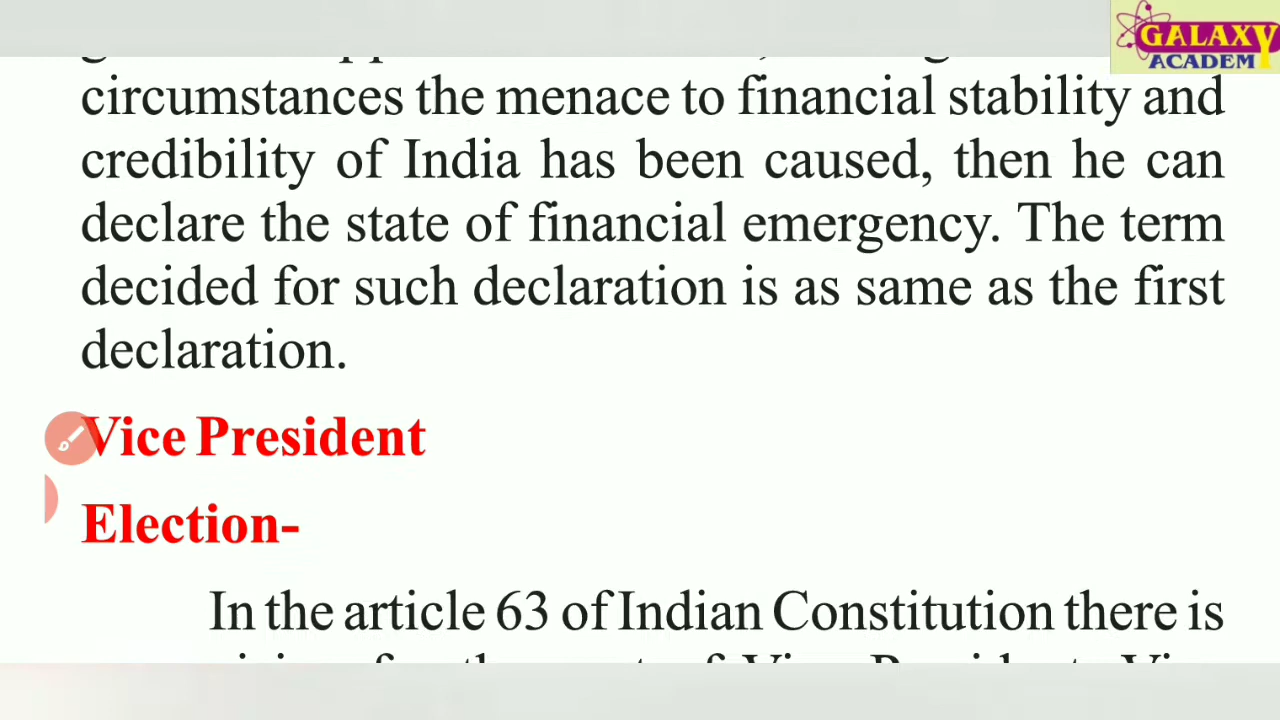 GALAXY
ACADEMY
circumstances the menace to financial stability and
credibility of India has been caused, then he can
declare the state of financial emergency. The term
decided for such declaration is as same as the first
declaration.
Vice President
Election-
In the article 63 of Indian Constitution there is